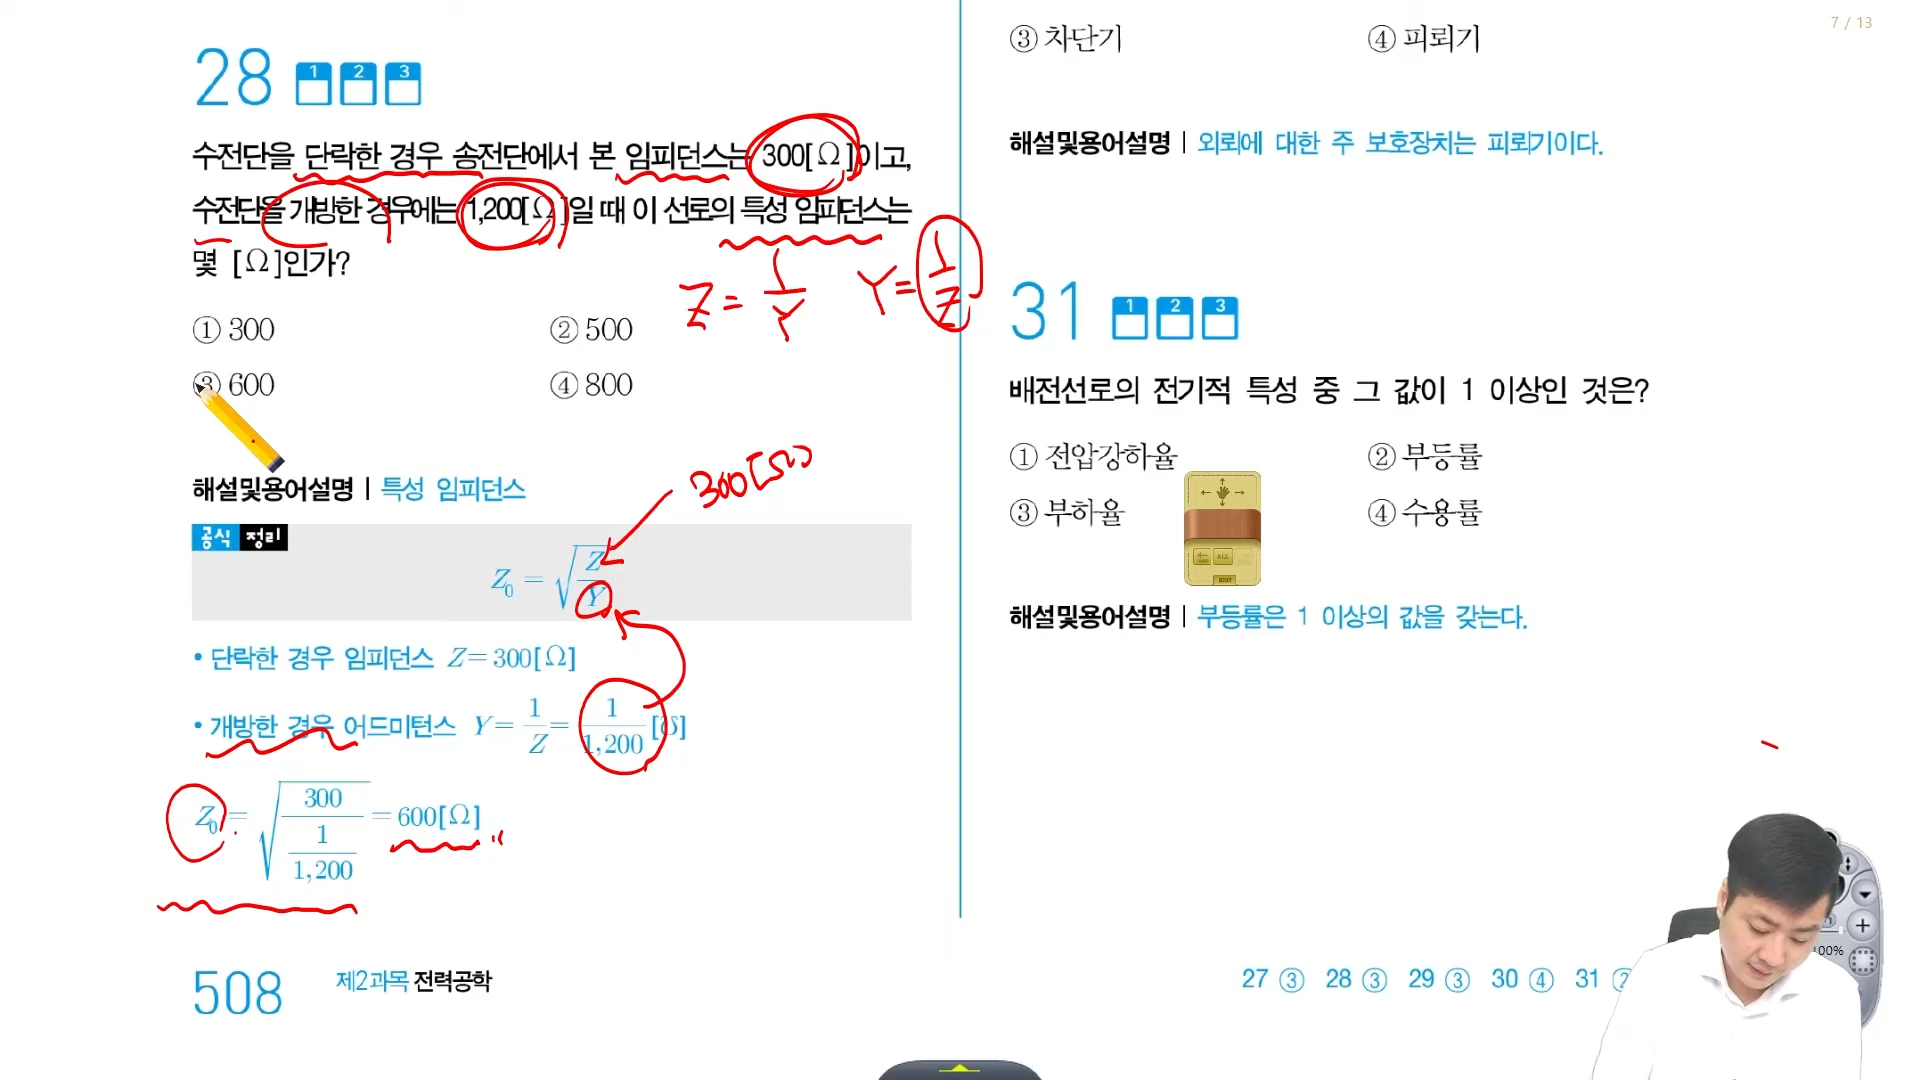 7 / 13
28 1 2 3
수전단을 단락한 경우 송전단에서 본 임피던스는 300[Ω]이고,
수전단을 개방한 경우에는 1,200[Ω]일 때 이 선로의 특성 임피던스는
몇 [Ω]인가?
Z = 1/Y Y = 1/Z
① 300 ② 500
③ 600 ④ 800
300[Ω]
해설및용어설명 | 특성 임피던스
공식 정리
Z₀ = √(Z/Y)
• 단락한 경우 임피던스 Z=300[Ω]
• 개방한 경우 어드미턴스 Y= 1/Z = 1/1,200 [℧]
Z₀ = √(300/(1/1,200)) = 600[Ω]
508 제2과목 전력공학
③ 차단기 ④ 피뢰기
해설및용어설명 | 외뢰에 대한 주 보호장치는 피뢰기이다.
31 1 2 3
배전선로의 전기적 특성 중 그 값이 1 이상인 것은?
① 전압강하율 ② 부등률
③ 부하율 ④ 수용률
ALL
EXIT
해설및용어설명 | 부등률은 1 이상의 값을 갖는다.
27 ③ 28 ③ 29 ③ 30 ④ 31 ②
100%